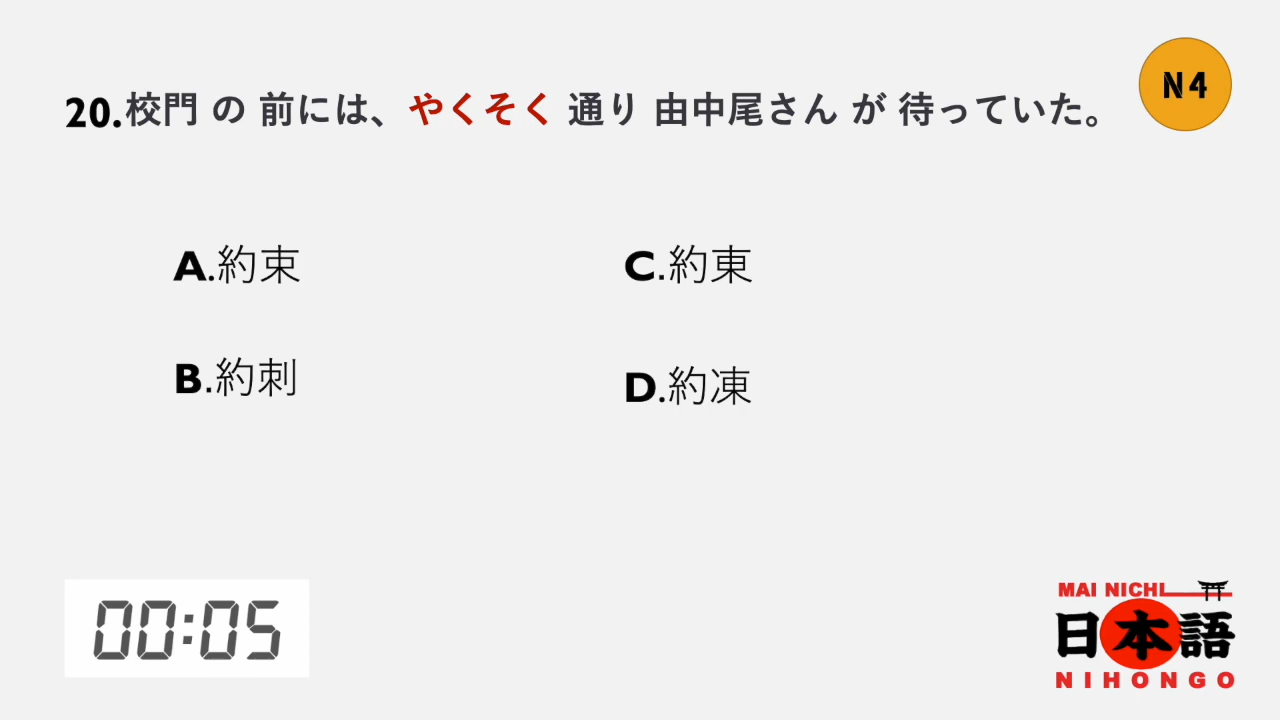 20.校門 の 前には、やくそく 通り 由中尾さん が 待っていた。
N4
A.約束
C.約東
B.約刺
D.約凍
00:05
MAI NICHI
日本語
NIHONGO